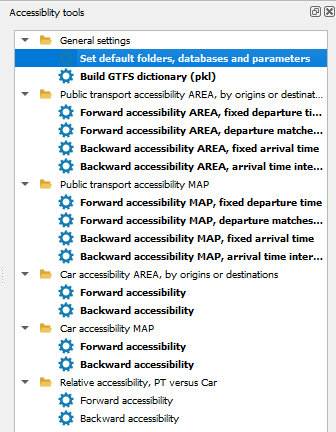 Accessiblity tools
General settings
Set default folders, databases and parameters
Build GTFS dictionary (pkl)
Public transport accessibility AREA, by origins or destinat...
Forward accessibility AREA, fixed departure ti...
Forward accessibility AREA, departure matches...
Backward accessibility AREA, fixed arrival time
Backward accessibility AREA, arrival time inte...
Public transport accessibility MAP
Forward accessibility MAP, fixed departure time
Forward accessibility MAP, departure matches...
Backward accessibility MAP, fixed arrival time
Backward accessibility MAP, arrival time inter...
Car accessibility AREA, by origins or destinations
Forward accessibility
Backward accessibility
Car accessibility MAP
Forward accessibility
Backward accessibility
Relative accessibility, PT versus Car
Forward accessibility
Backward accessibility